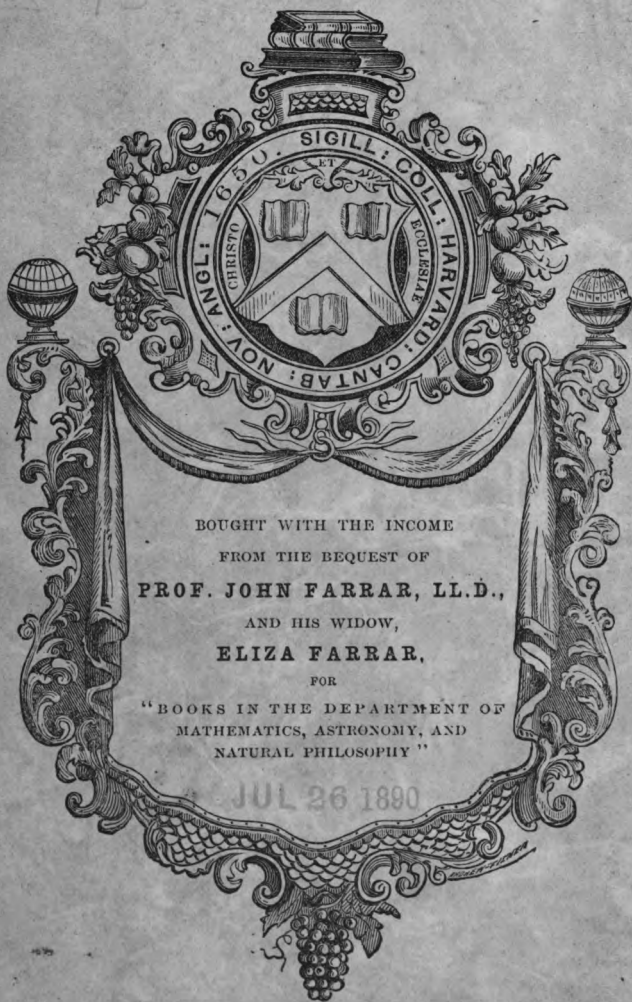 SIGILL: COLL: HARVARD: CANTAB: NOV: ANGL: 1650.
ET
CHRISTO
ECCLESIAE
BOUGHT WITH THE INCOME
FROM THE BEQUEST OF
PROF. JOHN FARRAR, LL.D.,
AND HIS WIDOW,
ELIZA FARRAR,
FOR
"BOOKS IN THE DEPARTMENT OF
MATHEMATICS, ASTRONOMY, AND
NATURAL PHILOSOPHY"
JUL 26 1890